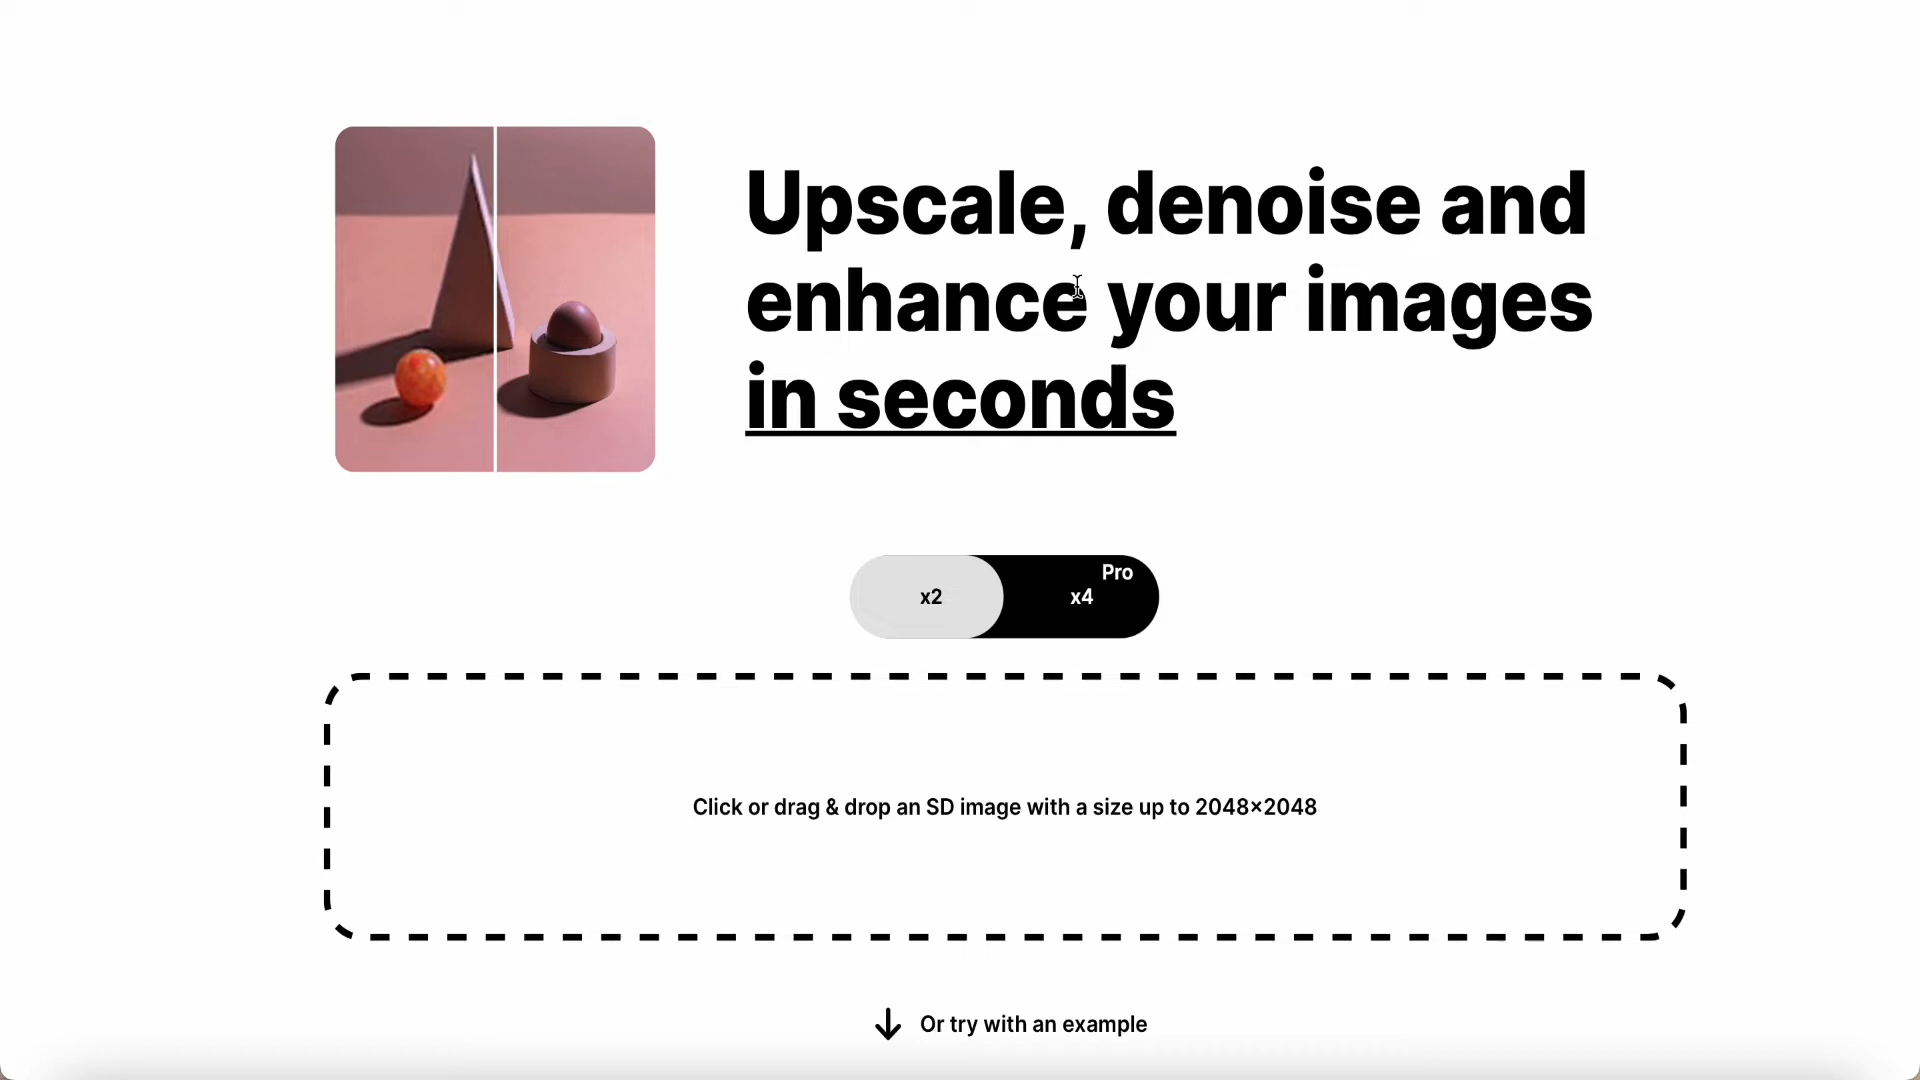 Upscale, denoise and
enhance your images
in seconds
x2
x4
Pro
Click or drag & drop an SD image with a size up to 2048×2048
Or try with an example